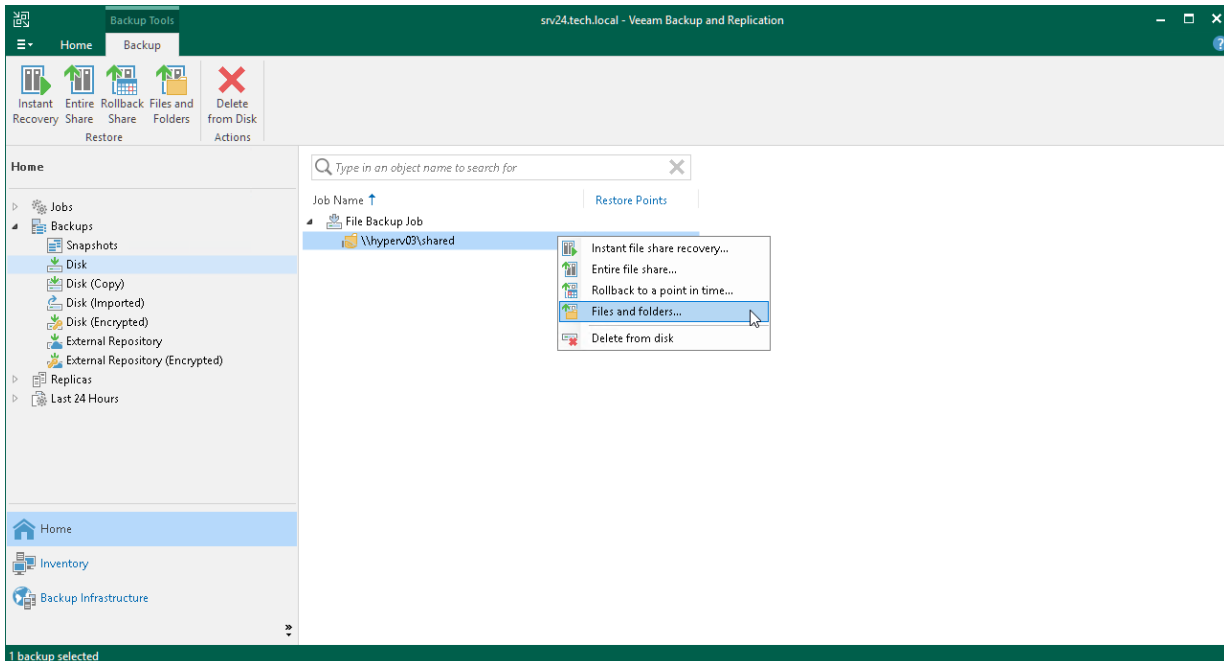 Backup Tools
srv24.tech.local - Veeam Backup and Replication
Home Backup
?
Instant Recovery
Entire Share
Rollback Share
Files and Folders
Delete from Disk
Restore
Actions
Home
Type in an object name to search for
Jobs
Backups
Snapshots
Disk
Disk (Copy)
Disk (Imported)
Disk (Encrypted)
External Repository
External Repository (Encrypted)
Replicas
Last 24 Hours
Job Name Restore Points
File Backup Job
\\hyperv03\shared
Instant file share recovery...
Entire file share...
Rollback to a point in time...
Files and folders...
Delete from disk
Home
Inventory
Backup Infrastructure
1 backup selected